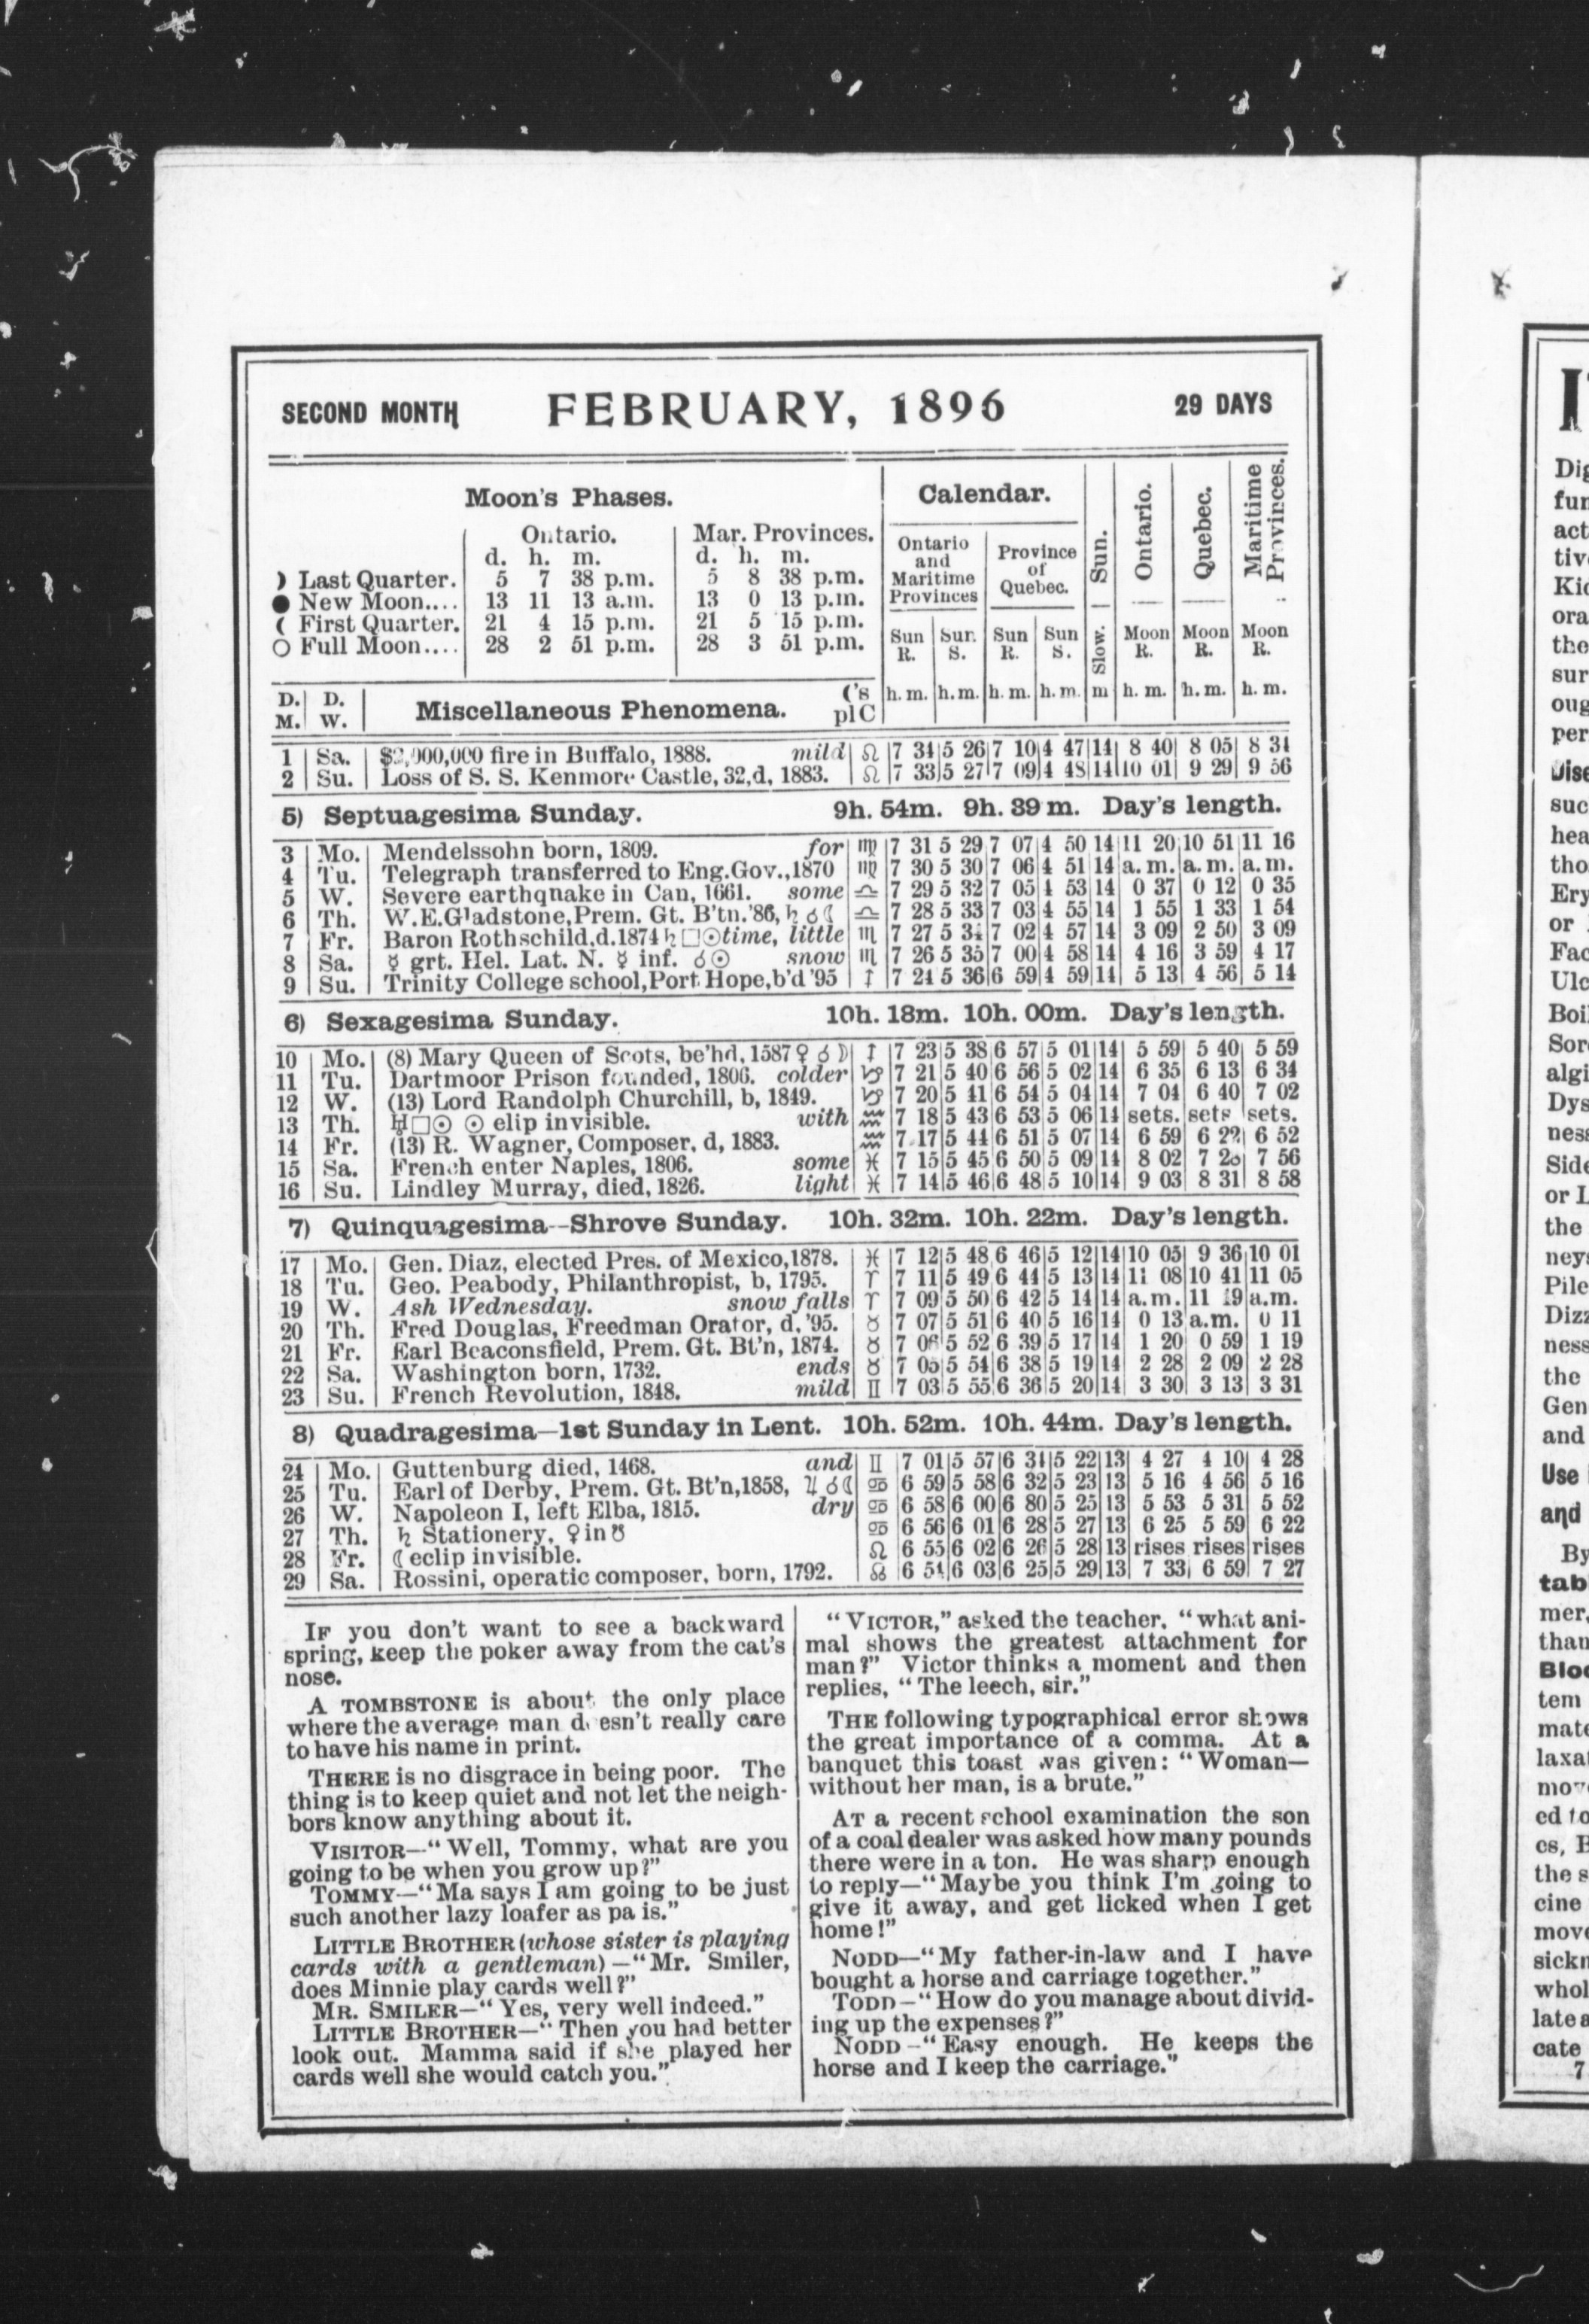 SECOND MONTH FEBRUARY, 1896 29 DAYS
Moon's Phases.
Ontario. Mar. Provinces.
d. h. m. d. h. m.
☽ Last Quarter. 5 7 38 p.m. 5 8 38 p.m.
● New Moon.... 13 11 13 a.m. 13 0 13 p.m.
☾ First Quarter. 21 4 15 p.m. 21 5 15 p.m.
○ Full Moon.... 28 2 51 p.m. 28 3 51 p.m.
Calendar.
Ontario and Maritime Provinces
Province of Quebec.
Sun. Slow.
Ontario.
Quebec.
Maritime Provinces.
Sun R. Sun S. Sun R. Sun S. Moon R. Moon R. Moon R.
D. M. D. W. Miscellaneous Phenomena. ☾'s plC h. m. h. m. h. m. h. m. m h. m. h. m. h. m.
1 Sa. fire in Buffalo, 1888. mild ♌ 7 34 5 26 7 10 4 47 14 8 40 8 05 8 34
2 Su. Loss of S. S. Kenmore Castle, 32,d, 1883. ♌ 7 33 5 27 7 09 4 48 14 10 01 9 29 9 56
5) Septuagesima Sunday. 9h. 54m. 9h. 39 m. Day's length.
3 Mo. Mendelssohn born, 1809. for ♍ 7 31 5 29 7 07 4 50 14 11 20 10 51 11 16
4 Tu. Telegraph transferred to Eng.Gov.,1870 ♍ 7 30 5 30 7 06 4 51 14 a.m. a.m. a.m.
5 W. Severe earthquake in Can, 1661. some ♎ 7 29 5 32 7 05 4 53 14 0 37 0 12 0 35
6 Th. W.E.Gladstone,Prem. Gt. B'tn.'86, ♄☌☾ ♎ 7 28 5 33 7 03 4 55 14 1 55 1 33 1 54
7 Fr. Baron Rothschild,d.1874 ♄□☉ time, little ♏ 7 27 5 34 7 02 4 57 14 3 09 2 50 3 09
8 Sa. ☿ grt. Hel. Lat. N. ☿ inf. ☌☉ snow ♏ 7 26 5 35 7 00 4 58 14 4 16 3 59 4 17
9 Su. Trinity College school,Port Hope,b'd '95 ♐ 7 24 5 36 6 59 4 59 14 5 13 4 56 5 14
6) Sexagesima Sunday. 10h. 18m. 10h. 00m. Day's length.
10 Mo. (8) Mary Queen of Scots, be'hd, 1587 ♀☌☽ ♐ 7 23 5 38 6 57 5 01 14 5 59 5 40 5 59
11 Tu. Dartmoor Prison founded, 1806. colder ♑ 7 21 5 40 6 56 5 02 14 6 35 6 13 6 34
12 W. (13) Lord Randolph Churchill, b, 1849. ♑ 7 20 5 41 6 54 5 04 14 7 04 6 40 7 02
13 Th. ♅□☉ ☉ elip invisible. with ♒ 7 18 5 43 6 53 5 06 14 sets. sets sets.
14 Fr. (13) R. Wagner, Composer, d, 1883. ♒ 7 17 5 44 6 51 5 07 14 6 59 6 22 6 52
15 Sa. French enter Naples, 1806. some ♓ 7 15 5 45 6 50 5 09 14 8 02 7 7 56
16 Su. Lindley Murray, died, 1826. light ♓ 7 14 5 46 6 48 5 10 14 9 03 8 31 8 58
7) Quinquagesima--Shrove Sunday. 10h. 32m. 10h. 22m. Day's length.
17 Mo. Gen. Diaz, elected Pres. of Mexico,1878. ♓ 7 12 5 48 6 46 5 12 14 10 05 9 36 10 01
18 Tu. Geo. Peabody, Philanthropist, b, 1795. ♈ 7 11 5 49 6 44 5 13 14 11 08 10 41 11 05
19 W. Ash Wednesday. snow falls ♈ 7 09 5 50 6 42 5 14 14 a.m. 11 a.m.
20 Th. Fred Douglas, Freedman Orator, d, '95. ♉ 7 07 5 51 6 40 5 16 14 0 13 a.m. 0 11
21 Fr. Earl Beaconsfield, Prem. Gt. Bt'n, 1874. ♉ 7 06 5 52 6 39 5 17 14 1 20 0 59 1 19
22 Sa. Washington born, 1732. ends ♉ 7 05 5 54 6 38 5 19 14 2 28 2 09 2 28
23 Su. French Revolution, 1848. mild ♊ 7 03 5 55 6 36 5 20 14 3 30 3 13 3 31
8) Quadragesima—1st Sunday in Lent. 10h. 52m. 10h. 44m. Day's length.
24 Mo. Guttenburg died, 1468. and ♊ 7 01 5 57 6 34 5 22 13 4 27 4 10 4 28
25 Tu. Earl of Derby, Prem. Gt. Bt'n,1858, ♃☌☾ ♋ 6 59 5 58 6 32 5 23 13 5 16 4 56 5 16
26 W. Napoleon I, left Elba, 1815. dry ♋ 6 58 6 00 6 80 5 25 13 5 53 5 31 5 52
27 Th. ♄ Stationery, ♀ in ☋ ♋ 6 56 6 01 6 28 5 27 13 6 25 5 59 6 22
28 Fr. ☾ eclip invisible. ♌ 6 55 6 02 6 26 5 28 13 rises rises rises
29 Sa. Rossini, operatic composer, born, 1792. ☊ 6 54 6 03 6 25 5 29 13 7 33 6 59 7 27
IF you don't want to see a backward
spring, keep the poker away from the cat's
nose.
A TOMBSTONE is about the only place
where the average man doesn't really care
to have his name in print.
THERE is no disgrace in being poor. The
thing is to keep quiet and not let the neigh-
bors know anything about it.
VISITOR—"Well, Tommy, what are you
going to be when you grow up?"
TOMMY—"Ma says I am going to be just
such another lazy loafer as pa is."
LITTLE BROTHER (whose sister is playing
cards with a gentleman)—"Mr. Smiler,
does Minnie play cards well?"
MR. SMILER—"Yes, very well indeed."
LITTLE BROTHER—"Then you had better
look out. Mamma said if she played her
cards well she would catch you."
"VICTOR," asked the teacher, "what ani-
mal shows the greatest attachment for
man?" Victor thinks a moment and then
replies, "The leech, sir."
THE following typographical error shows
the great importance of a comma. At a
banquet this toast was given: "Woman—
without her man, is a brute."
AT a recent school examination the son
of a coal dealer was asked how many pounds
there were in a ton. He was sharp enough
to reply—"Maybe you think I'm going to
give it away, and get licked when I get
home!"
NODD—"My father-in-law and I have
bought a horse and carriage together."
TODD—"How do you manage about divid-
ing up the expenses?"
NODD—"Easy enough. He keeps the
horse and I keep the carriage."